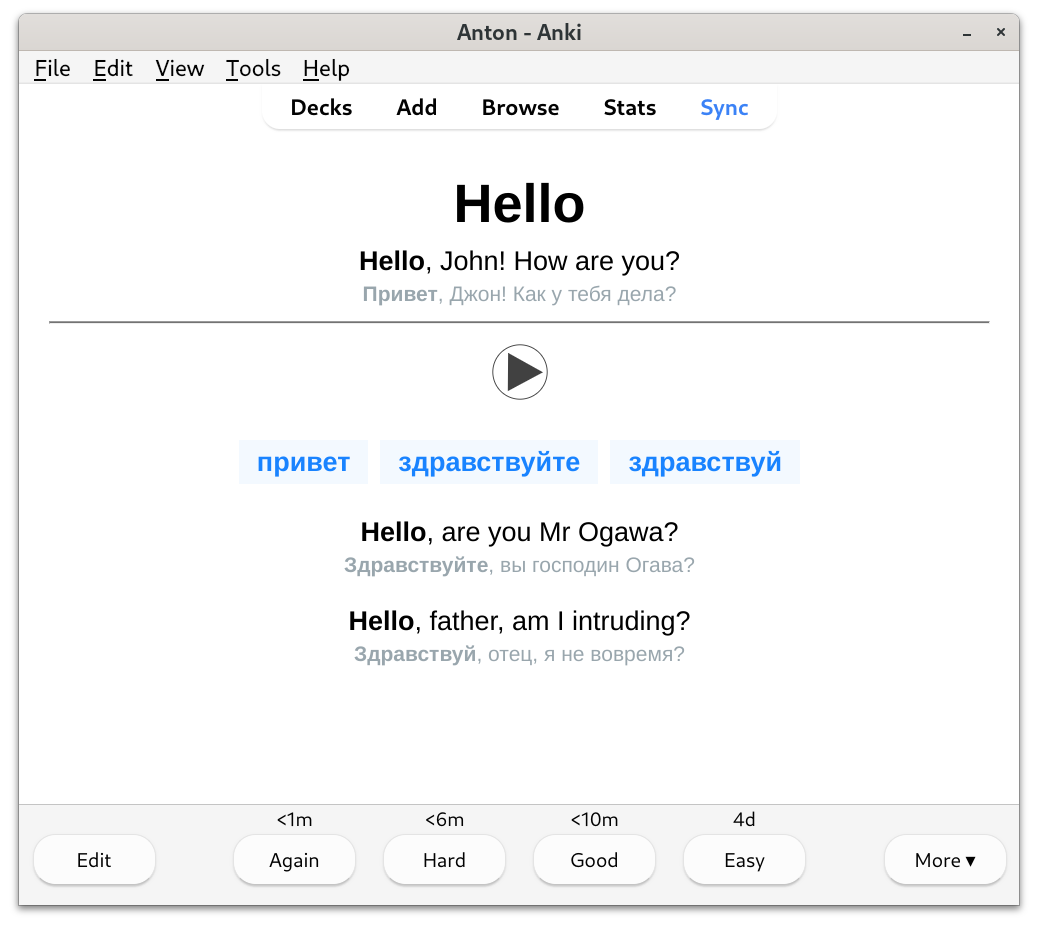 Anton - Anki
File Edit View Tools Help
Decks Add Browse Stats Sync
Hello
Hello, John! How are you?
Привет, Джон! Как у тебя дела?
привет здравствуйте здравствуй
Hello, are you Mr Ogawa?
Здравствуйте, вы господин Огава?
Hello, father, am I intruding?
Здравствуй, отец, я не вовремя?
<1m <6m <10m 4d
Edit Again Hard Good Easy More ▾